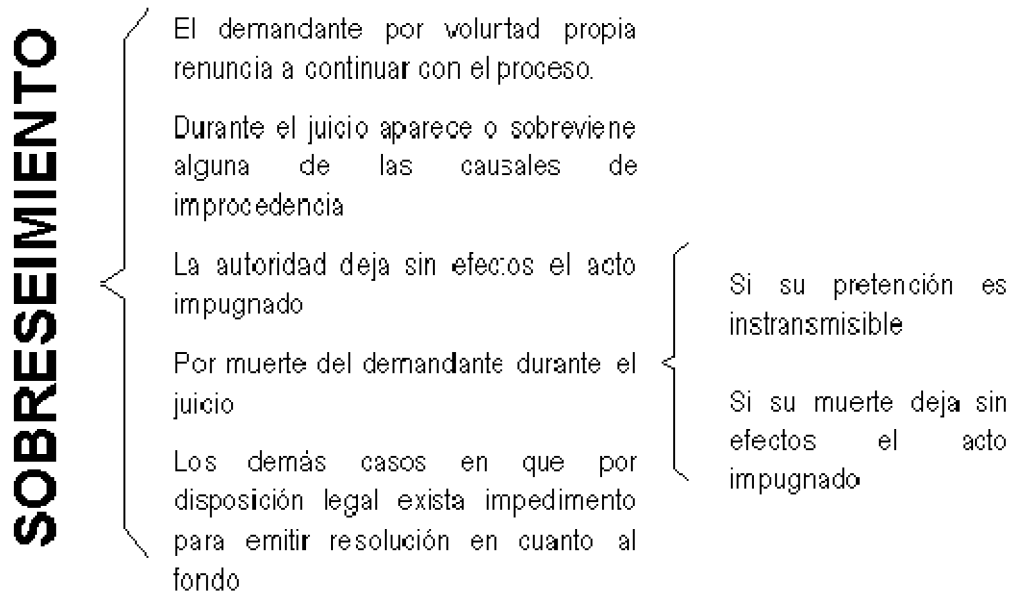 SOBRESEIMIENTO
El demandante por volurtad propia
renuncia a continuar con el proceso.
Durante el juicio aparece o sobreviene
alguna de las causales de
improcedencia
La autoridad deja sin efectos el acto
impugnado
Por muerte del demandante durante el
juicio
Los demás casos en que por
disposición legal exista impedimento
para emitir resolución en cuanto al
fondo
Si su pretención es
instransmisible
Si su muerte deja sin
efectos el acto
impugnado